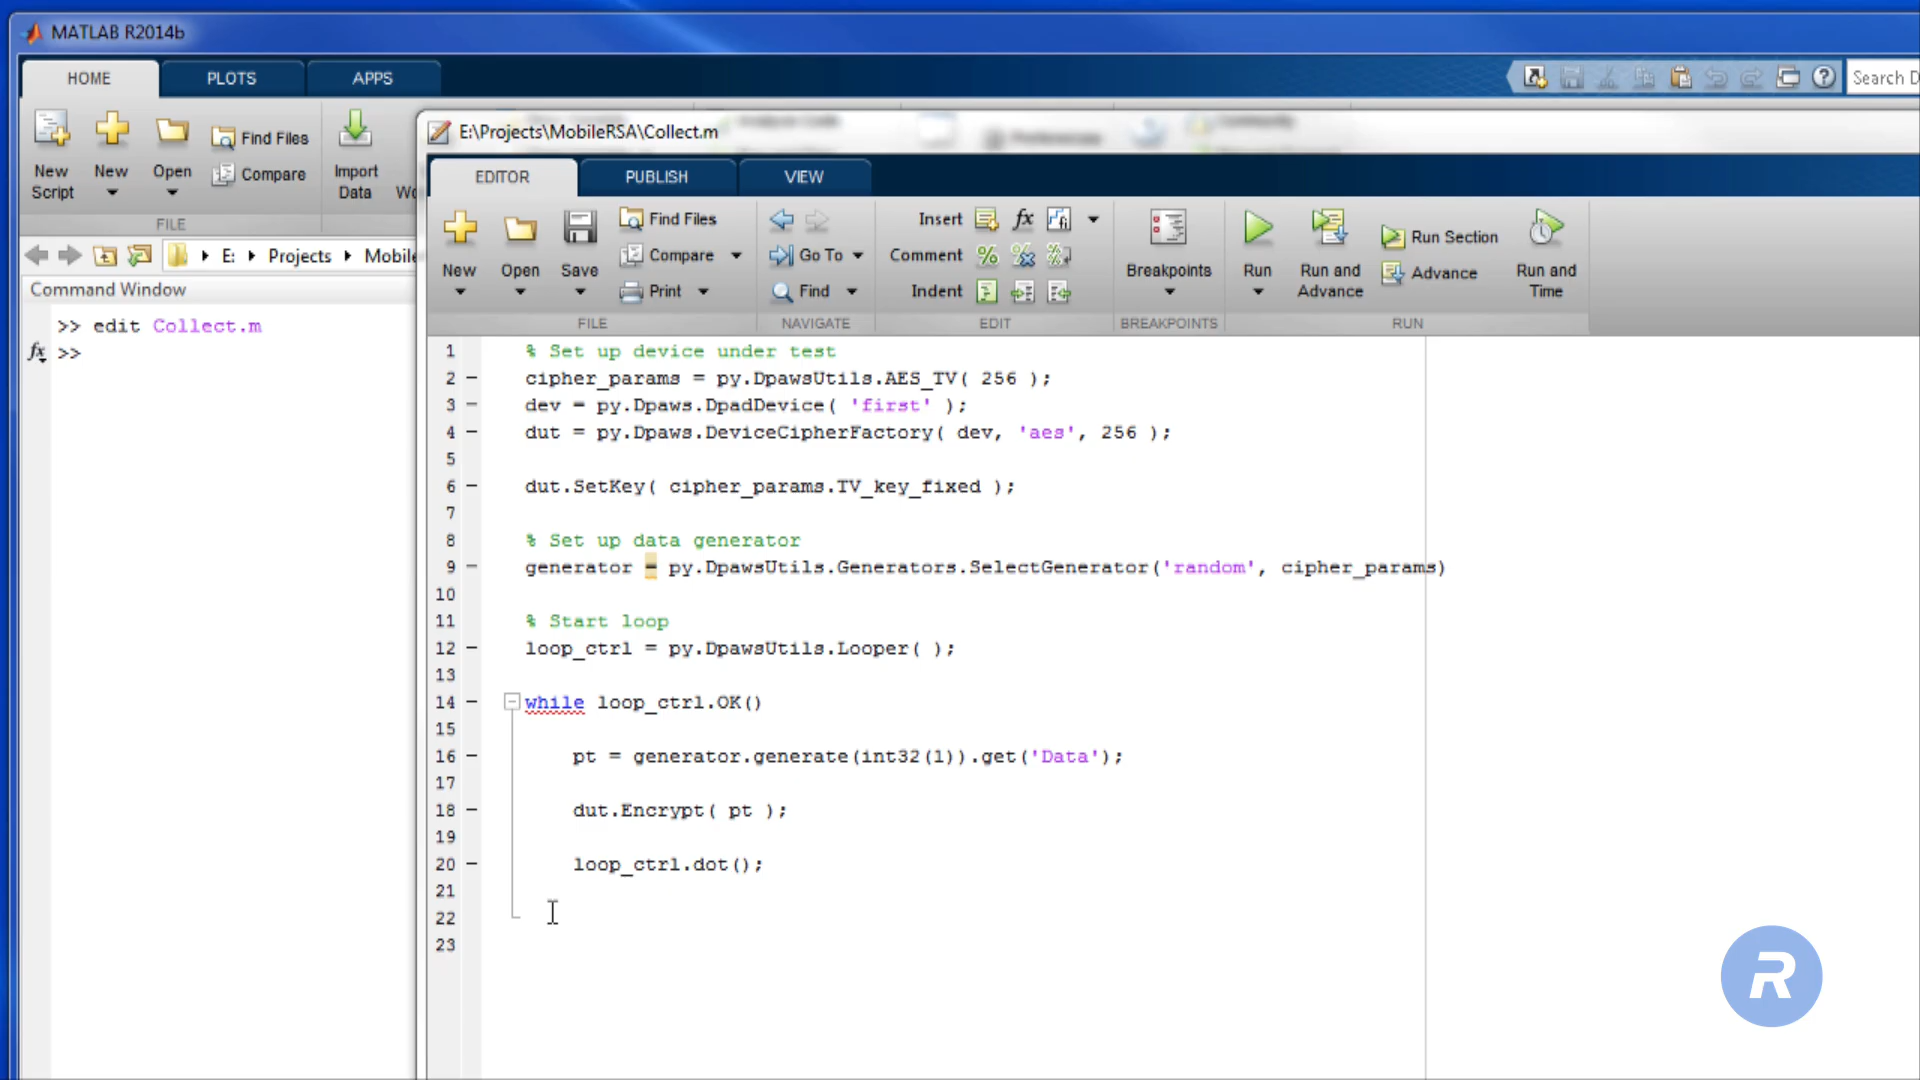 MATLAB R2014b
HOME
PLOTS
APPS
Search D
New Script
New
Open
Find Files
Compare
Import Data
Wo
FILE
E:
Projects
Mobile
Command Window
>> edit Collect.m
fx >>
E:\Projects\MobileRSA\Collect.m
EDITOR
PUBLISH
VIEW
New
Open
Save
Find Files
Compare
Print
FILE
Go To
Find
NAVIGATE
Insert fx
Comment
Indent
EDIT
Breakpoints
BREAKPOINTS
Run
Run and Advance
Run Section
Advance
Run and Time
RUN
1 % Set up device under test
2 – cipher_params = py.DpawsUtils.AES_TV( 256 );
3 – dev = py.Dpaws.DpadDevice( 'first' );
4 – dut = py.Dpaws.DeviceCipherFactory( dev, 'aes', 256 );
5
6 – dut.SetKey( cipher_params.TV_key_fixed );
7
8 % Set up data generator
9 – generator = py.DpawsUtils.Generators.SelectGenerator('random', cipher_params)
10
11 % Start loop
12 – loop_ctrl = py.DpawsUtils.Looper( );
13
14 – while loop_ctrl.OK()
15
16 – pt = generator.generate(int32(1)).get('Data');
17
18 – dut.Encrypt( pt );
19
20 – loop_ctrl.dot();
21
22
23
R